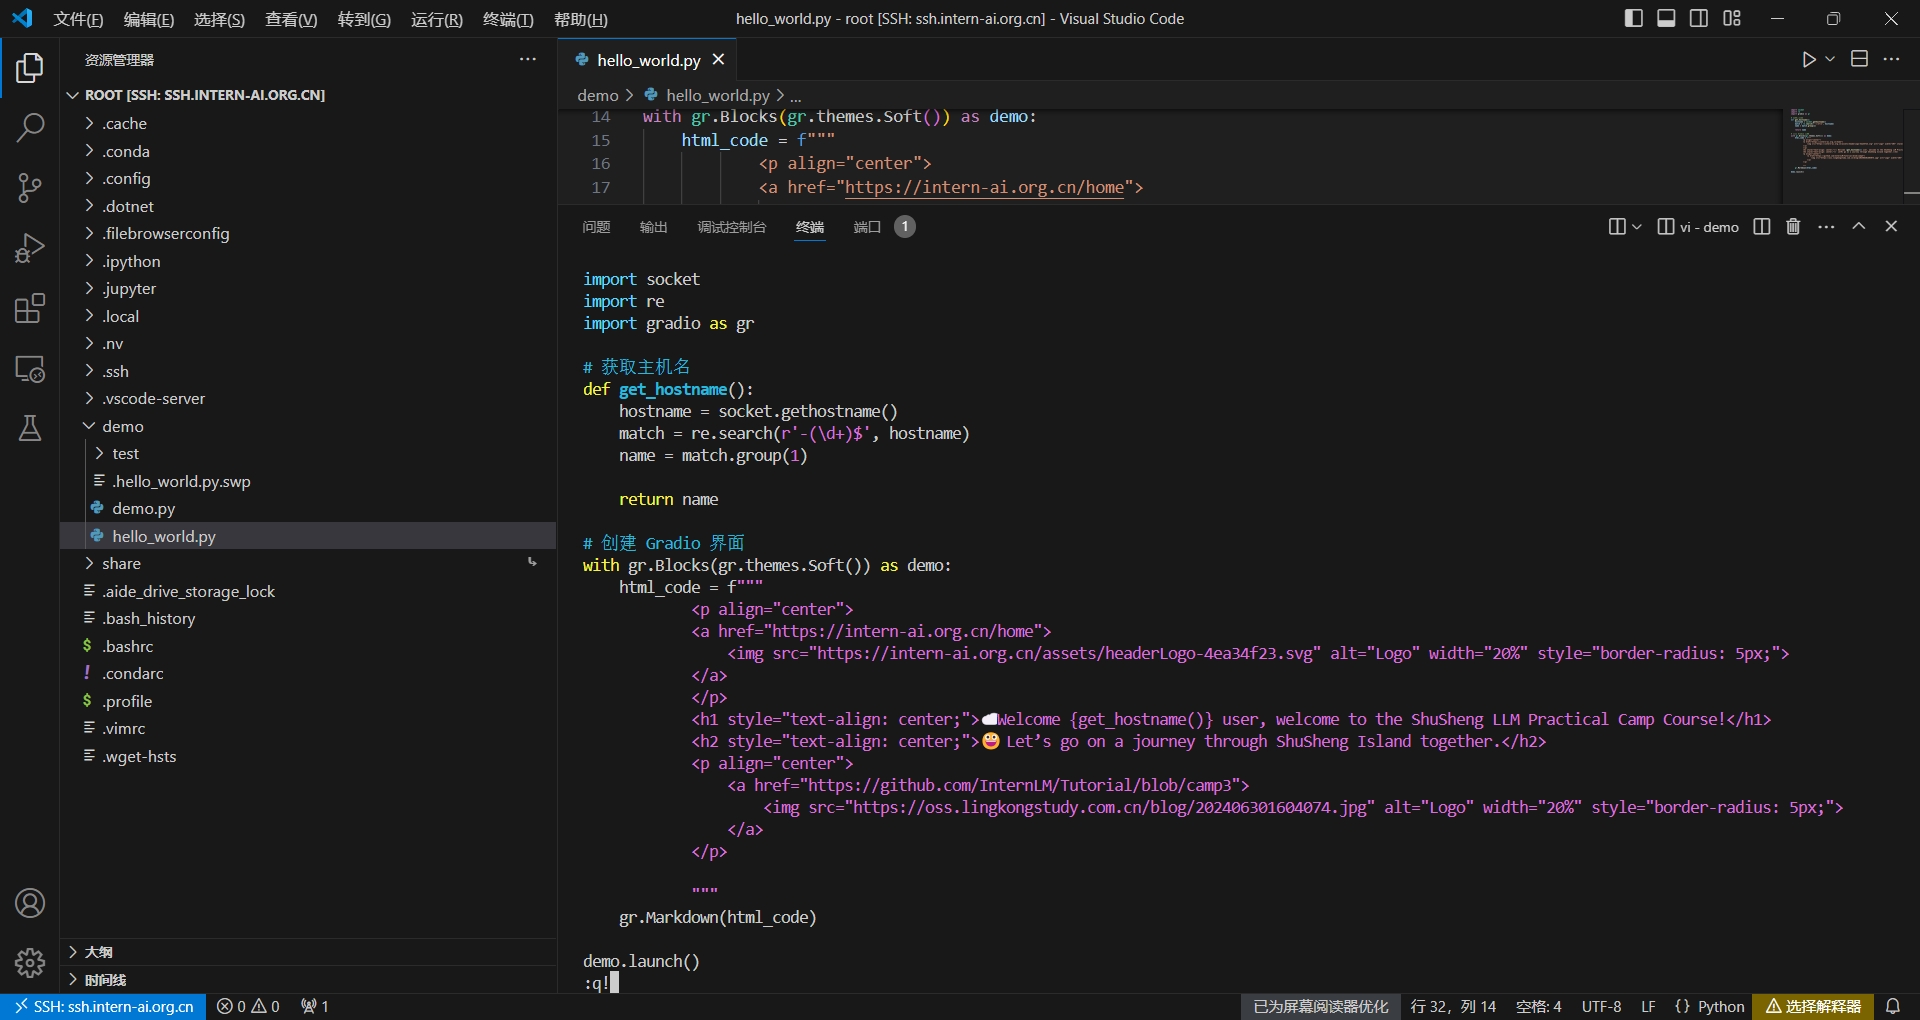 文件(F) 编辑(E) 选择(S) 查看(V) 转到(G) 运行(R) 终端(T) 帮助(H)
hello_world.py - root [SSH: ssh.intern-ai.org.cn] - Visual Studio Code
资源管理器
ROOT [SSH: SSH.INTERN-AI.ORG.CN]
.cache
.conda
.config
.dotnet
.filebrowserconfig
.ipython
.jupyter
.local
.nv
.ssh
.vscode-server
demo
test
.hello_world.py.swp
demo.py
hello_world.py
share
.aide_drive_storage_lock
.bash_history
$ .bashrc
! .condarc
$ .profile
.vimrc
.wget-hsts
大纲
时间线
hello_world.py
demo > hello_world.py > ...
14 with gr.Blocks(gr.themes.Soft()) as demo:
15 html_code = f"""
16 <p align="center">
17 <a href="https://intern-ai.org.cn/home">
问题 输出 调试控制台 终端 端口 1
vi - demo
import socket
import re
import gradio as gr
# 获取主机名
def get_hostname():
hostname = socket.gethostname()
match = re.search(r'-(\d+)$', hostname)
name = match.group(1)
return name
# 创建 Gradio 界面
with gr.Blocks(gr.themes.Soft()) as demo:
html_code = f"""
<p align="center">
<a href="https://intern-ai.org.cn/home">
<img src="https://intern-ai.org.cn/assets/headerLogo-4ea34f23.svg" alt="Logo" width="20%" style="border-radius: 5px;">
</a>
</p>
<h1 style="text-align: center;">☁️Welcome {get_hostname()} user, welcome to the ShuSheng LLM Practical Camp Course!</h1>
<h2 style="text-align: center;">😀 Let’s go on a journey through ShuSheng Island together.</h2>
<p align="center">
<a href="https://github.com/InternLM/Tutorial/blob/camp3">
<img src="https://oss.lingkongstudy.com.cn/blog/202406301604074.jpg" alt="Logo" width="20%" style="border-radius: 5px;">
</a>
</p>
"""
gr.Markdown(html_code)
demo.launch()
:q!
SSH: ssh.intern-ai.org.cn 0 0 1
已为屏幕阅读器优化 行 32，列 14 空格: 4 UTF-8 LF {} Python 选择解释器